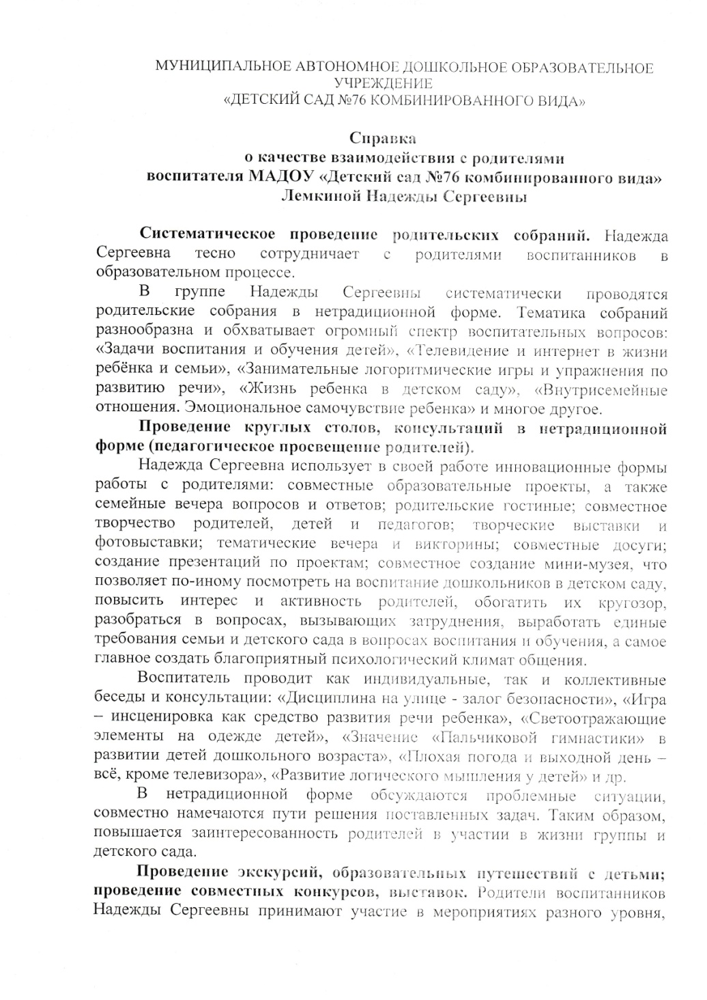 МУНИЦИПАЛЬНОЕ АВТОНОМНОЕ ДОШКОЛЬНОЕ ОБРАЗОВАТЕЛЬНОЕ
УЧРЕЖДЕНИЕ
«ДЕТСКИЙ САД №76 КОМБИНИРОВАННОГО ВИДА»
Справка
о качестве взаимодействия с родителями
воспитателя МАДОУ «Детский сад №76 комбинированного вида»
Лемкиной Надежды Сергеевны
Систематическое проведение родительских собраний. Надежда
Сергеевна тесно сотрудничает с родителями воспитанников в
образовательном процессе.
В группе Надежды Сергеевны систематически проводятся
родительские собрания в нетрадиционной форме. Тематика собраний
разнообразна и обхватывает огромный спектр воспитательных вопросов:
«Задачи воспитания и обучения детей», «Телевидение и интернет в жизни
ребёнка и семьи», «Занимательные логоритмические игры и упражнения по
развитию речи», «Жизнь ребенка в детском саду», «Внутрисемейные
отношения. Эмоциональное самочувствие ребенка» и многое другое.
Проведение круглых столов, консультаций в нетрадиционной
форме (педагогическое просвещение родителей).
Надежда Сергеевна использует в своей работе инновационные формы
работы с родителями: совместные образовательные проекты, а также
семейные вечера вопросов и ответов; родительские гостиные; совместное
творчество родителей, детей и педагогов; творческие выставки и
фотовыставки; тематические вечера и викторины; совместные досуги;
создание презентаций по проектам; совместное создание мини-музея, что
позволяет по-иному посмотреть на воспитание дошкольников в детском саду,
повысить интерес и активность родителей, обогатить их кругозор,
разобраться в вопросах, вызывающих затруднения, выработать единые
требования семьи и детского сада в вопросах воспитания и обучения, а самое
главное создать благоприятный психологический климат общения.
Воспитатель проводит как индивидуальные, так и коллективные
беседы и консультации: «Дисциплина на улице - залог безопасности», «Игра
– инсценировка как средство развития речи ребенка», «Светоотражающие
элементы на одежде детей», «Значение «Пальчиковой гимнастики» в
развитии детей дошкольного возраста», «Плохая погода и выходной день –
всё, кроме телевизора», «Развитие логического мышления у детей» и др.
В нетрадиционной форме обсуждаются проблемные ситуации,
совместно намечаются пути решения поставленных задач. Таким образом,
повышается заинтересованность родителей в участии в жизни группы и
детского сада.
Проведение экскурсий, образовательных путешествий с детьми;
проведение совместных конкурсов, выставок. Родители воспитанников
Надежды Сергеевны принимают участие в мероприятиях разного уровня,